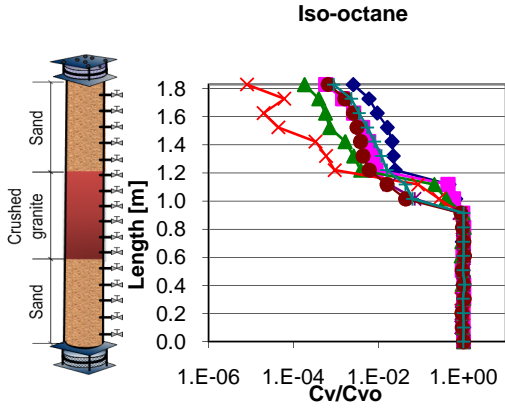 Iso-octane
Sand
Crushed
granite
Sand
Length [m]
1.8
1.6
1.4
1.2
1.0
0.8
0.6
0.4
0.2
0.0
1.E-06
1.E-04
1.E-02
1.E+00
Cv/Cvo